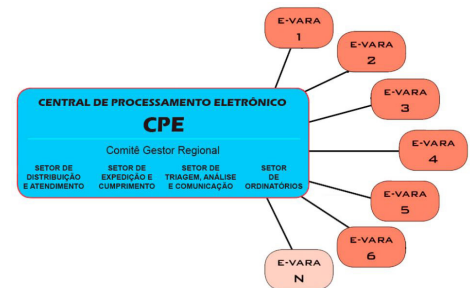 E-VARA
1
E-VARA
2
E-VARA
3
CENTRAL DE PROCESSAMENTO ELETRÔNICO
CPE
Comitê Gestor Regional
SETOR DE
DISTRIBUIÇÃO
E ATENDIMENTO
SETOR DE
EXPEDIÇÃO E
CUMPRIMENTO
SETOR DE
TRIAGEM, ANÁLISE
E COMUNICAÇÃO
SETOR
DE
ORDINATÓRIOS
E-VARA
4
E-VARA
5
E-VARA
6
E-VARA
N